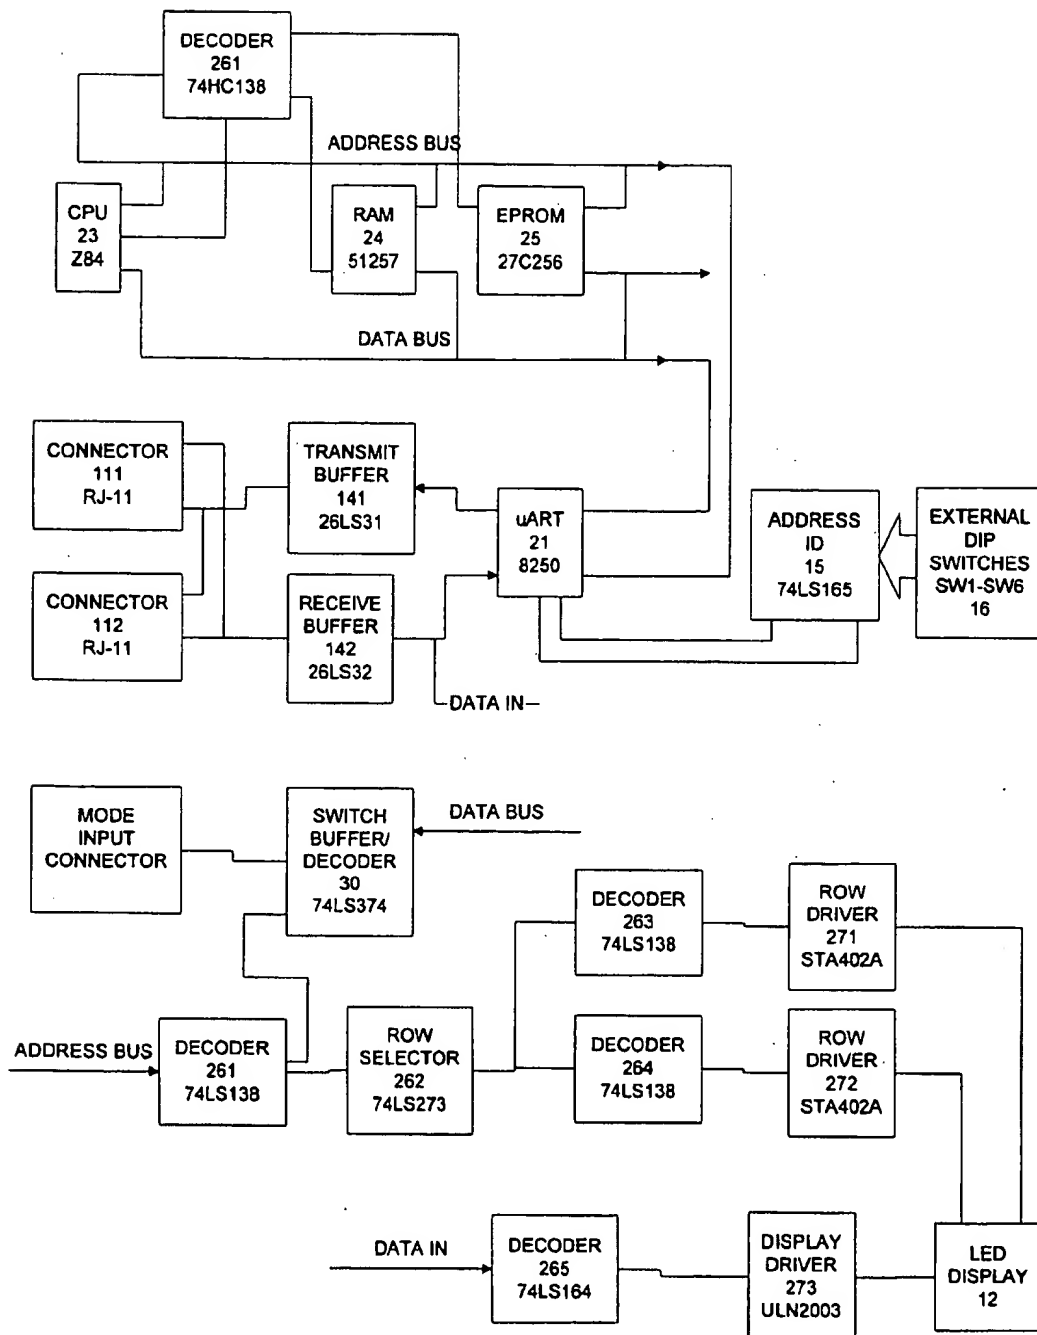 DECODER
261
74HC138
ADDRESS BUS
CPU
23
Z84
RAM
24
51257
EPROM
25
27C256
DATA BUS
CONNECTOR
111
RJ-11
TRANSMIT
BUFFER
141
26LS31
uART
21
8250
ADDRESS
ID
15
74LS165
EXTERNAL
DIP
SWITCHES
SW1-SW6
16
CONNECTOR
112
RJ-11
RECEIVE
BUFFER
142
26LS32
DATA IN
MODE
INPUT
CONNECTOR
SWITCH
BUFFER/
DECODER
30
74LS374
DATA BUS
DECODER
263
74LS138
ROW
DRIVER
271
STA402A
ADDRESS BUS
DECODER
261
74LS138
ROW
SELECTOR
262
74LS273
DECODER
264
74LS138
ROW
DRIVER
272
STA402A
DATA IN
DECODER
265
74LS164
DISPLAY
DRIVER
273
ULN2003
LED
DISPLAY
12